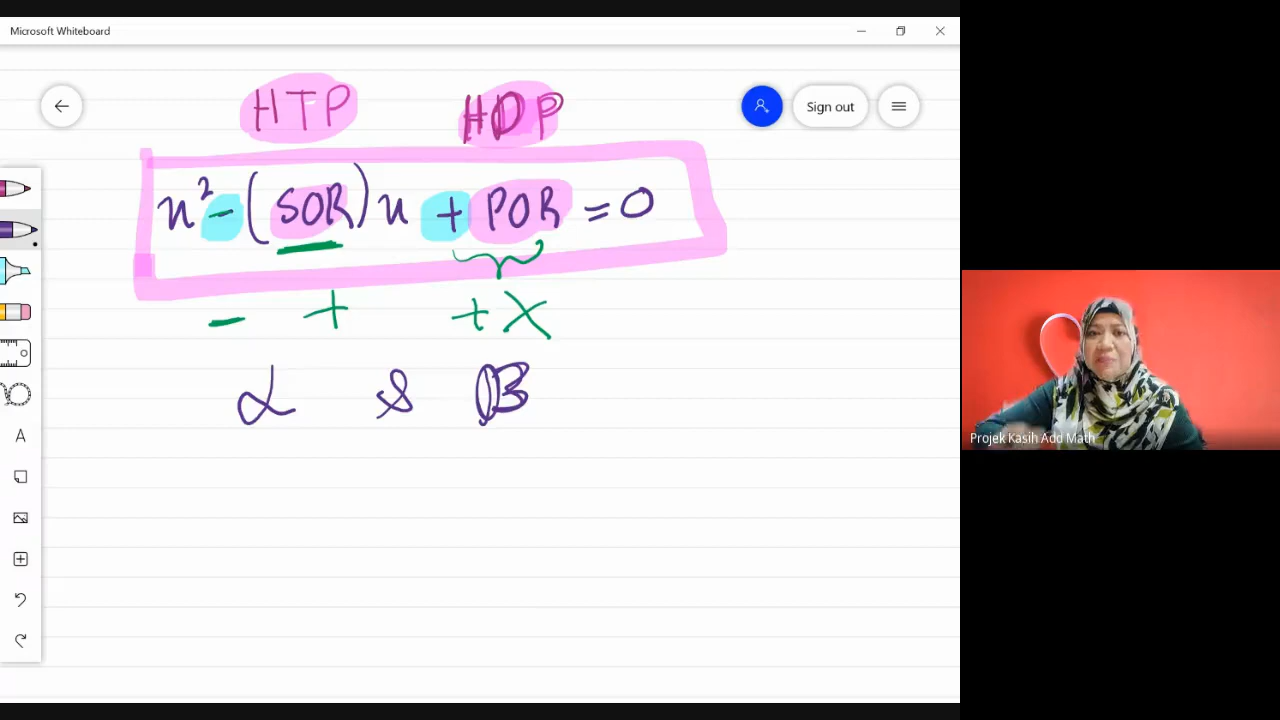 Microsoft Whiteboard
Sign out
HTP HDP
x² - (SOR)x + POR = 0
- + + ×
α & β
A
Projek Kasih Add Math